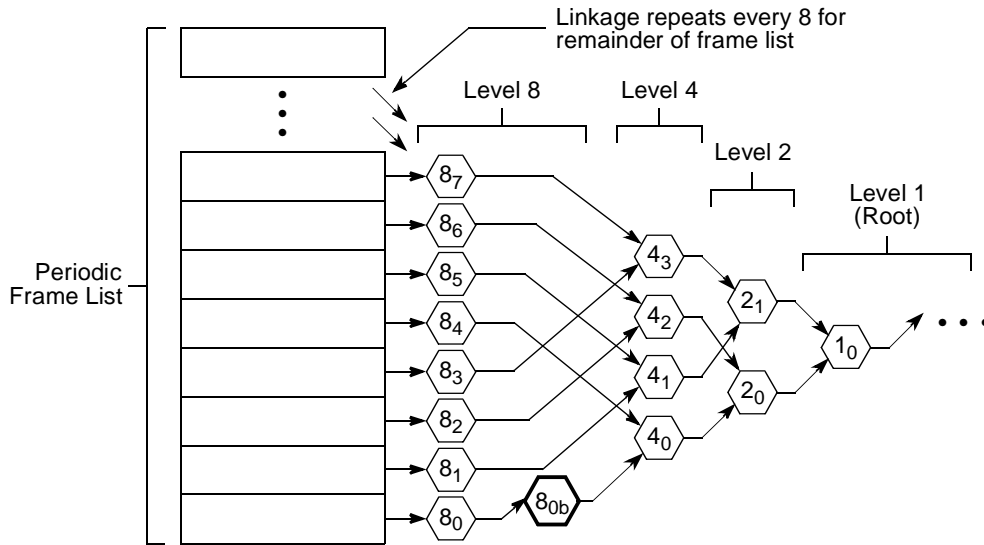 Linkage repeats every 8 for
remainder of frame list
Level 8
Level 4
Level 2
Level 1
(Root)
Periodic
Frame List
8₇
8₆
8₅
8₄
8₃
8₂
8₁
8₀
8₀b
4₃
4₂
4₁
4₀
2₁
2₀
1₀